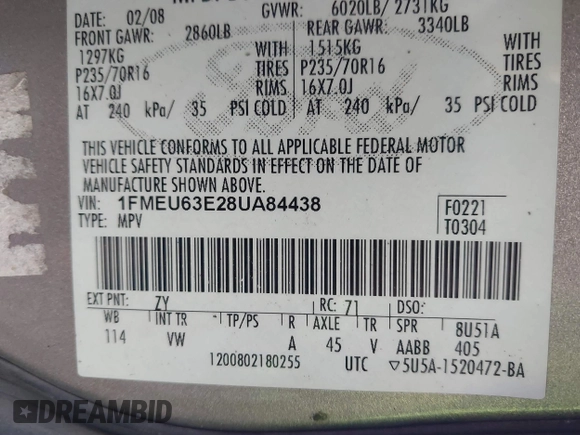 DATE: 02/08 GVWR: 6020LB/ 2731KG
FRONT GAWR: 2860LB REAR GAWR: 3340LB
1297KG 1515KG WITH
P235/70R16 TIRES P235/70R16 TIRES
16X7.0J RIMS 16X7.0J RIMS
AT 240 kPa/ 35 PSI COLD AT 240 kPa/ 35 PSI COLD
THIS VEHICLE CONFORMS TO ALL APPLICABLE FEDERAL MOTOR
VEHICLE SAFETY STANDARDS IN EFFECT ON THE DATE OF
MANUFACTURE SHOWN ABOVE.
VIN: 1FMEU63E28UA84438 F0221
TYPE: MPV T0304
EXT PNT: ZY RC: 71 DSO:
WB INT TR TP/PS R AXLE TR SPR 8U51A
114 VW A 45 V AABB 405
1200802180255 UTC ▽5U5A-1520472-BA
DREAMBID